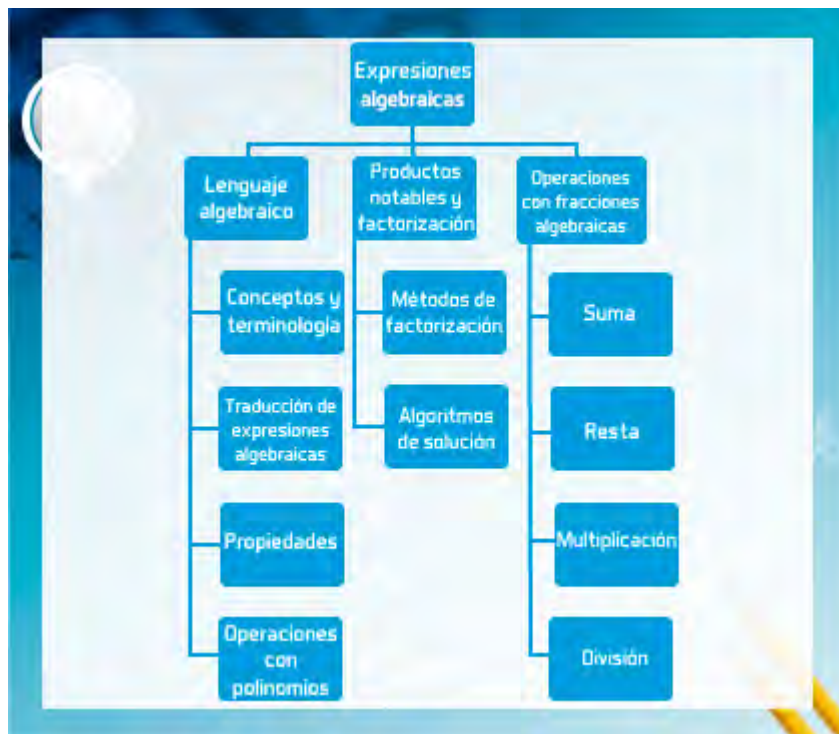 Expresiones
algebraicas
Lenguaje
algebraico
Productos
notables y
factorización
Operaciones
con fracciones
algebraicas
Conceptos y
terminología
Traducción de
expresiones
algebraicas
Propiedades
Operaciones
con
polinomios
Métodos de
factorización
Algoritmos
de solución
Suma
Resta
Multiplicación
División